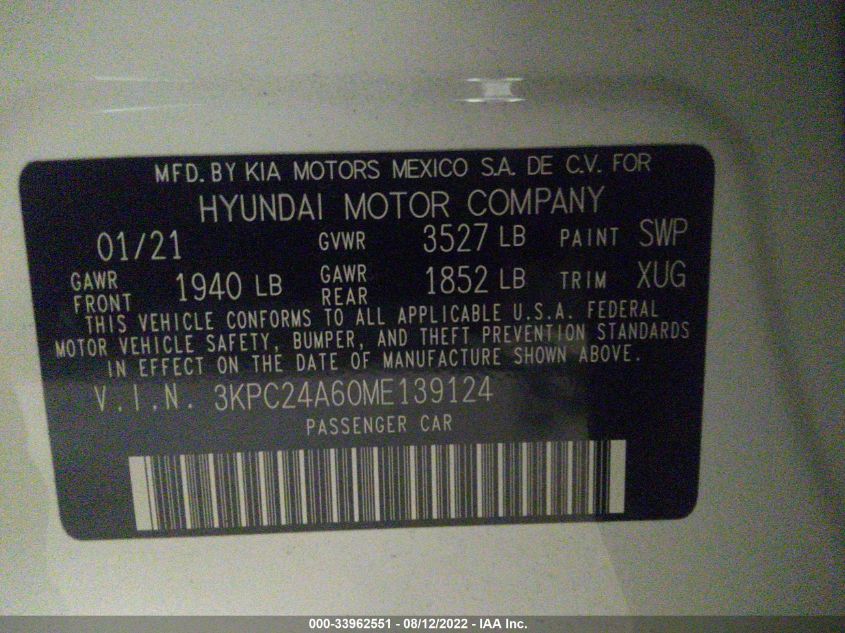 MFD. BY KIA MOTORS MEXICO S.A. DE C.V. FOR
HYUNDAI MOTOR COMPANY
01/21 GVWR 3527 LB PAINT SWP
GAWR FRONT 1940 LB GAWR REAR 1852 LB TRIM XUG
THIS VEHICLE CONFORMS TO ALL APPLICABLE U.S.A. FEDERAL
MOTOR VEHICLE SAFETY, BUMPER, AND THEFT PREVENTION STANDARDS
IN EFFECT ON THE DATE OF MANUFACTURE SHOWN ABOVE.
V.I.N. 3KPC24A60ME139124
PASSENGER CAR
000-33962551 - 08/12/2022 - IAA Inc.